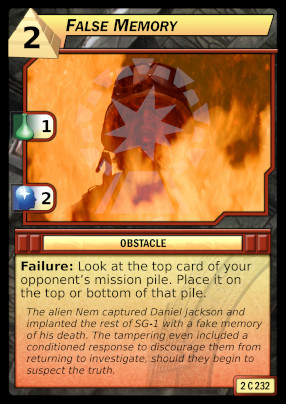 2
FALSE MEMORY
1
2
OBSTACLE
Failure: Look at the top card of your
opponent's mission pile. Place it on
the top or bottom of that pile.
The alien Nem captured Daniel Jackson and
implanted the rest of SG-1 with a fake memory
of his death. The tampering even included a
conditioned response to discourage them from
returning to investigate, should they begin to
suspect the truth.
2 C 232